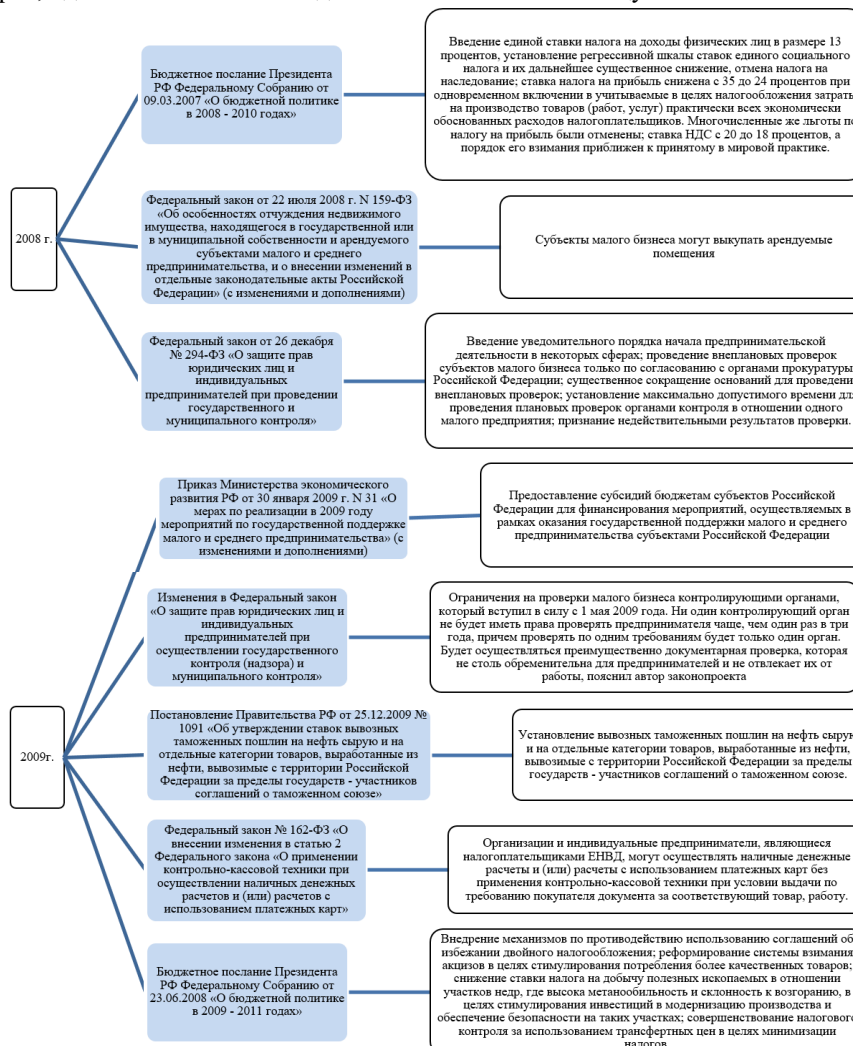 Бюджетное послание Президента
РФ Федеральному Собранию от
09.03.2007 «О бюджетной политике
в 2008 - 2010 годах»
Введение единой ставки налога на доходы физических лиц в размере 13
процентов, установление регрессивной шкалы ставок единого социального
налога и их дальнейшее существенное снижение, отмена налога на
наследование; ставка налога на прибыль снижена с 35 до 24 процентов при
одновременном включении в учитываемые в целях налогообложения затраты
на производство товаров (работ, услуг) практически всех экономически
обоснованных расходов налогоплательщиков. Многочисленные же льготы по
налогу на прибыль были отменены; ставка НДС с 20 до 18 процентов, а
порядок его взимания приближен к принятому в мировой практике.
2008 г.
Федеральный закон от 22 июля 2008 г. N 159-ФЗ
«Об особенностях отчуждения недвижимого
имущества, находящегося в государственной или
в муниципальной собственности и арендуемого
субъектами малого и среднего
предпринимательства, и о внесении изменений в
отдельные законодательные акты Российской
Федерации» (с изменениями и дополнениями)
Субъекты малого бизнеса могут выкупать арендуемые
помещения
Федеральный закон от 26 декабря
№ 294-ФЗ «О защите прав
юридических лиц и
индивидуальных
предпринимателей при проведении
государственного и
муниципального контроля»
Введение уведомительного порядка начала предпринимательской
деятельности в некоторых сферах; проведение внеплановых проверок
субъектов малого бизнеса только по согласованию с органами прокуратуры
Российской Федерации; существенное сокращение оснований для проведения
внеплановых проверок; установление максимально допустимого времени для
проведения плановых проверок органами контроля в отношении одного
малого предприятия; признание недействительными результатов проверки.
Приказ Министерства экономического
развития РФ от 30 января 2009 г. N 31 «О
мерах по реализации в 2009 году
мероприятий по государственной поддержке
малого и среднего предпринимательства» (с
изменениями и дополнениями)
Предоставление субсидий бюджетам субъектов Российской
Федерации для финансирования мероприятий, осуществляемых в
рамках оказания государственной поддержки малого и среднего
предпринимательства субъектами Российской Федерации
Изменения в Федеральный закон
«О защите прав юридических лиц и
индивидуальных
предпринимателей при
осуществлении государственного
контроля (надзора) и
муниципального контроля»
Ограничения на проверки малого бизнеса контролирующими органами,
который вступил в силу с 1 мая 2009 года. Ни один контролирующий орган
не будет иметь права проверять предпринимателя чаще, чем один раз в три
года, причем проверять по одним требованиям будет только один орган.
Будет осуществляться преимущественно документарная проверка, которая
не столь обременительна для предпринимателей и не отвлекает их от
работы, пояснил автор законопроекта
2009г.
Постановление Правительства РФ от 25.12.2009 №
1091 «Об утверждении ставок вывозных
таможенных пошлин на нефть сырую и на
отдельные категории товаров, выработанные из
нефти, вывозимые с территории Российской
Федерации за пределы государств - участников
соглашений о таможенном союзе»
Установление вывозных таможенных пошлин на нефть сырую
и на отдельные категории товаров, выработанные из нефти,
вывозимые с территории Российской Федерации за пределы
государств - участников соглашений о таможенном союзе.
Федеральный закон № 162-ФЗ «О
внесении изменения в статью 2
Федерального закона «О применении
контрольно-кассовой техники при
осуществлении наличных денежных
расчетов и (или) расчетов с
использованием платежных карт»
Организации и индивидуальные предприниматели, являющиеся
налогоплательщиками ЕНВД, могут осуществлять наличные денежные
расчеты и (или) расчеты с использованием платежных карт без
применения контрольно-кассовой техники при условии выдачи по
требованию покупателя документа за соответствующий товар, работу.
Бюджетное послание Президента
РФ Федеральному Собранию от
23.06.2008 «О бюджетной политике
в 2009 - 2011 годах»
Внедрение механизмов по противодействию использованию соглашений об
избежании двойного налогообложения; реформирование системы взимания
акцизов в целях стимулирования потребления более качественных товаров;
снижение ставки налога на добычу полезных ископаемых в отношении
участков недр, где высока метанообильность и склонность к возгоранию, в
целях стимулирования инвестиций в модернизацию производства и
обеспечение безопасности на таких участках; совершенствование налогового
контроля за использованием трансфертных цен в целях минимизации
налогов